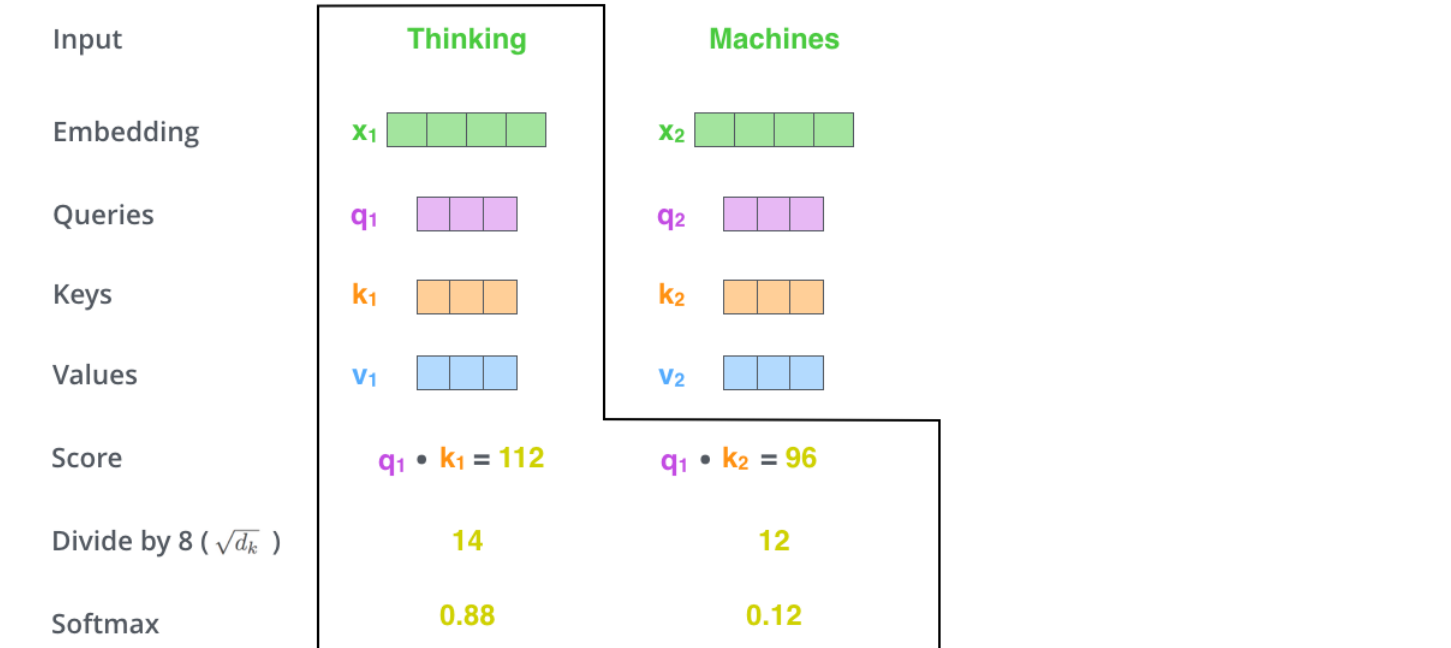 Input Thinking Machines
Embedding x₁ x₂
Queries q₁ q₂
Keys k₁ k₂
Values v₁ v₂
Score q₁ • k₁ = 112 q₁ • k₂ = 96
Divide by 8 ( √dₖ ) 14 12
Softmax 0.88 0.12